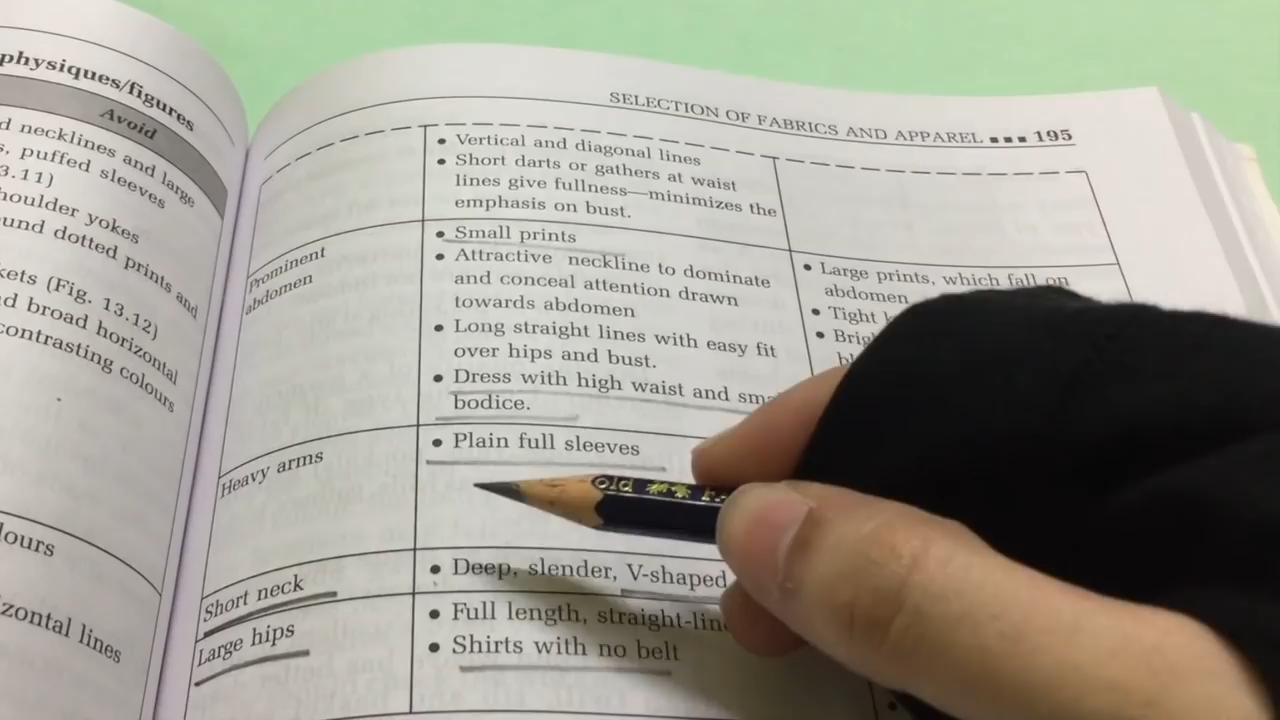 physiques/figures
Avoid
d necklines and large
s, puffed sleeves
3.11)
houlder yokes
und dotted prints and
kets (Fig. 13.12)
d broad horizontal
contrasting colours
lours
zontal lines
SELECTION OF FABRICS AND APPAREL ■■■ 195
• Vertical and diagonal lines
• Short darts or gathers at waist
lines give fullness—minimizes the
emphasis on bust.
Prominent
abdomen
• Small prints
• Attractive neckline to dominate
and conceal attention drawn
towards abdomen
• Long straight lines with easy fit
over hips and bust.
• Dress with high waist and sma
bodice.
• Large prints, which fall on
abdomen
• Tight
• Brig
bl
Heavy arms
• Plain full sleeves
Short neck
• Deep, slender, V-shaped
Large hips
• Full length, straight-lin
• Shirts with no belt
old